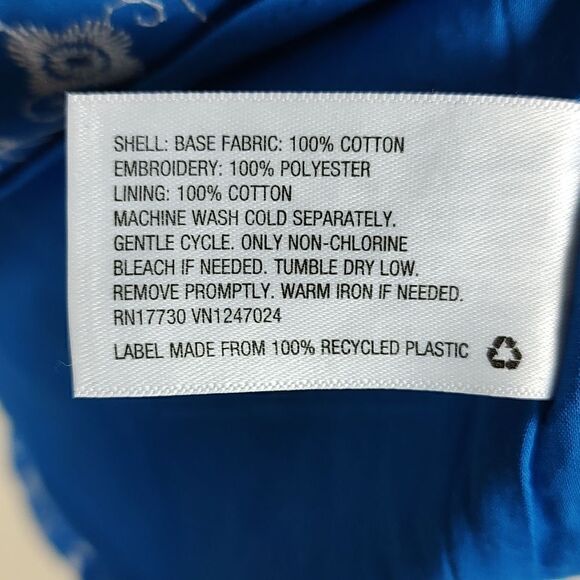 SHELL: BASE FABRIC: 100% COTTON
EMBROIDERY: 100% POLYESTER
LINING: 100% COTTON
MACHINE WASH COLD SEPARATELY.
GENTLE CYCLE. ONLY NON-CHLORINE
BLEACH IF NEEDED. TUMBLE DRY LOW.
REMOVE PROMPTLY. WARM IRON IF NEEDED.
RN17730 VN1247024
LABEL MADE FROM 100% RECYCLED PLASTIC